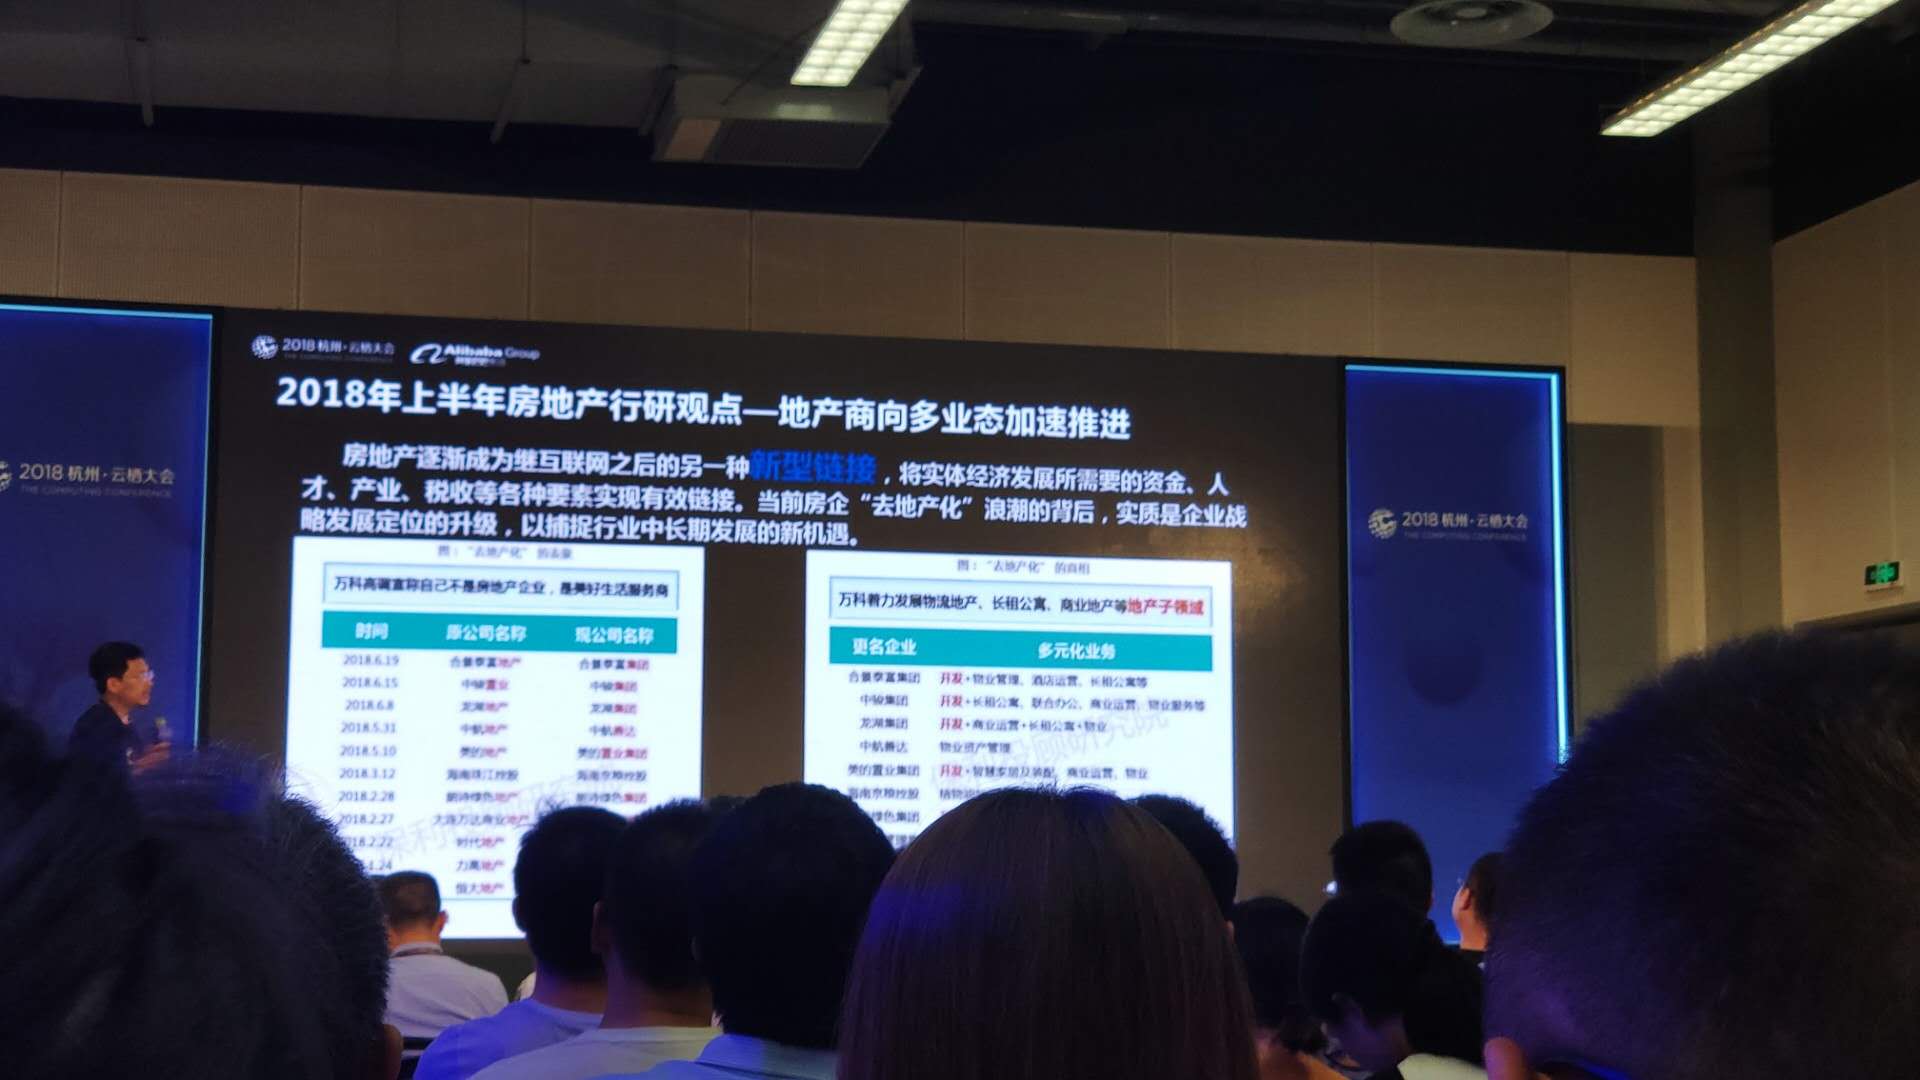 2018 杭州·云栖大会
THE COMPUTING CONFERENCE
Alibaba Group
2018年上半年房地产行研观点—地产商向多业态加速推进
房地产逐渐成为继互联网之后的另一种新型链接，将实体经济发展所需要的资金、人
才、产业、税收等各种要素实现有效链接。当前房企“去地产化”浪潮的背后，实质是企业战
略发展定位的升级，以捕捉行业中长期发展的新机遇。
图：“去地产化” 的表象
万科高调宣称自己不是房地产企业，是美好生活服务商
时间 原公司名称 现公司名称
2018.6.19 合景泰富地产 合景泰富集团
2018.6.15 中骏置业 中骏集团
2018.6.8 龙湖地产 龙湖集团
2018.5.31 中航地产 中航善达
2018.5.10 美的地产 美的置业集团
2018.3.12 海南珠江控股 海南京粮控股
2018.2.28 朗诗绿色地产 朗诗绿色集团
2018.2.27 大连万达商业地产
18.2.22 时代地产
1.24 力高地产
恒大地产
图：“去地产化” 的真相
万科着力发展物流地产、长租公寓、商业地产等地产子领域
更名企业 多元化业务
合景泰富集团 开发+物业管理、酒店运营、长租公寓等
中骏集团 开发+长租公寓、联合办公、商业运营、物业服务等
龙湖集团 开发+商业运营+长租公寓+物业
中航善达 物业资产管理
美的置业集团 开发+智慧家居及装配、商业运营、物业
海南京粮控股
绿色集团
2018 杭州·云栖大会
THE COMPUTING CONFERENCE
2018 杭州·云栖大会
THE COMPUTING CONFERENCE